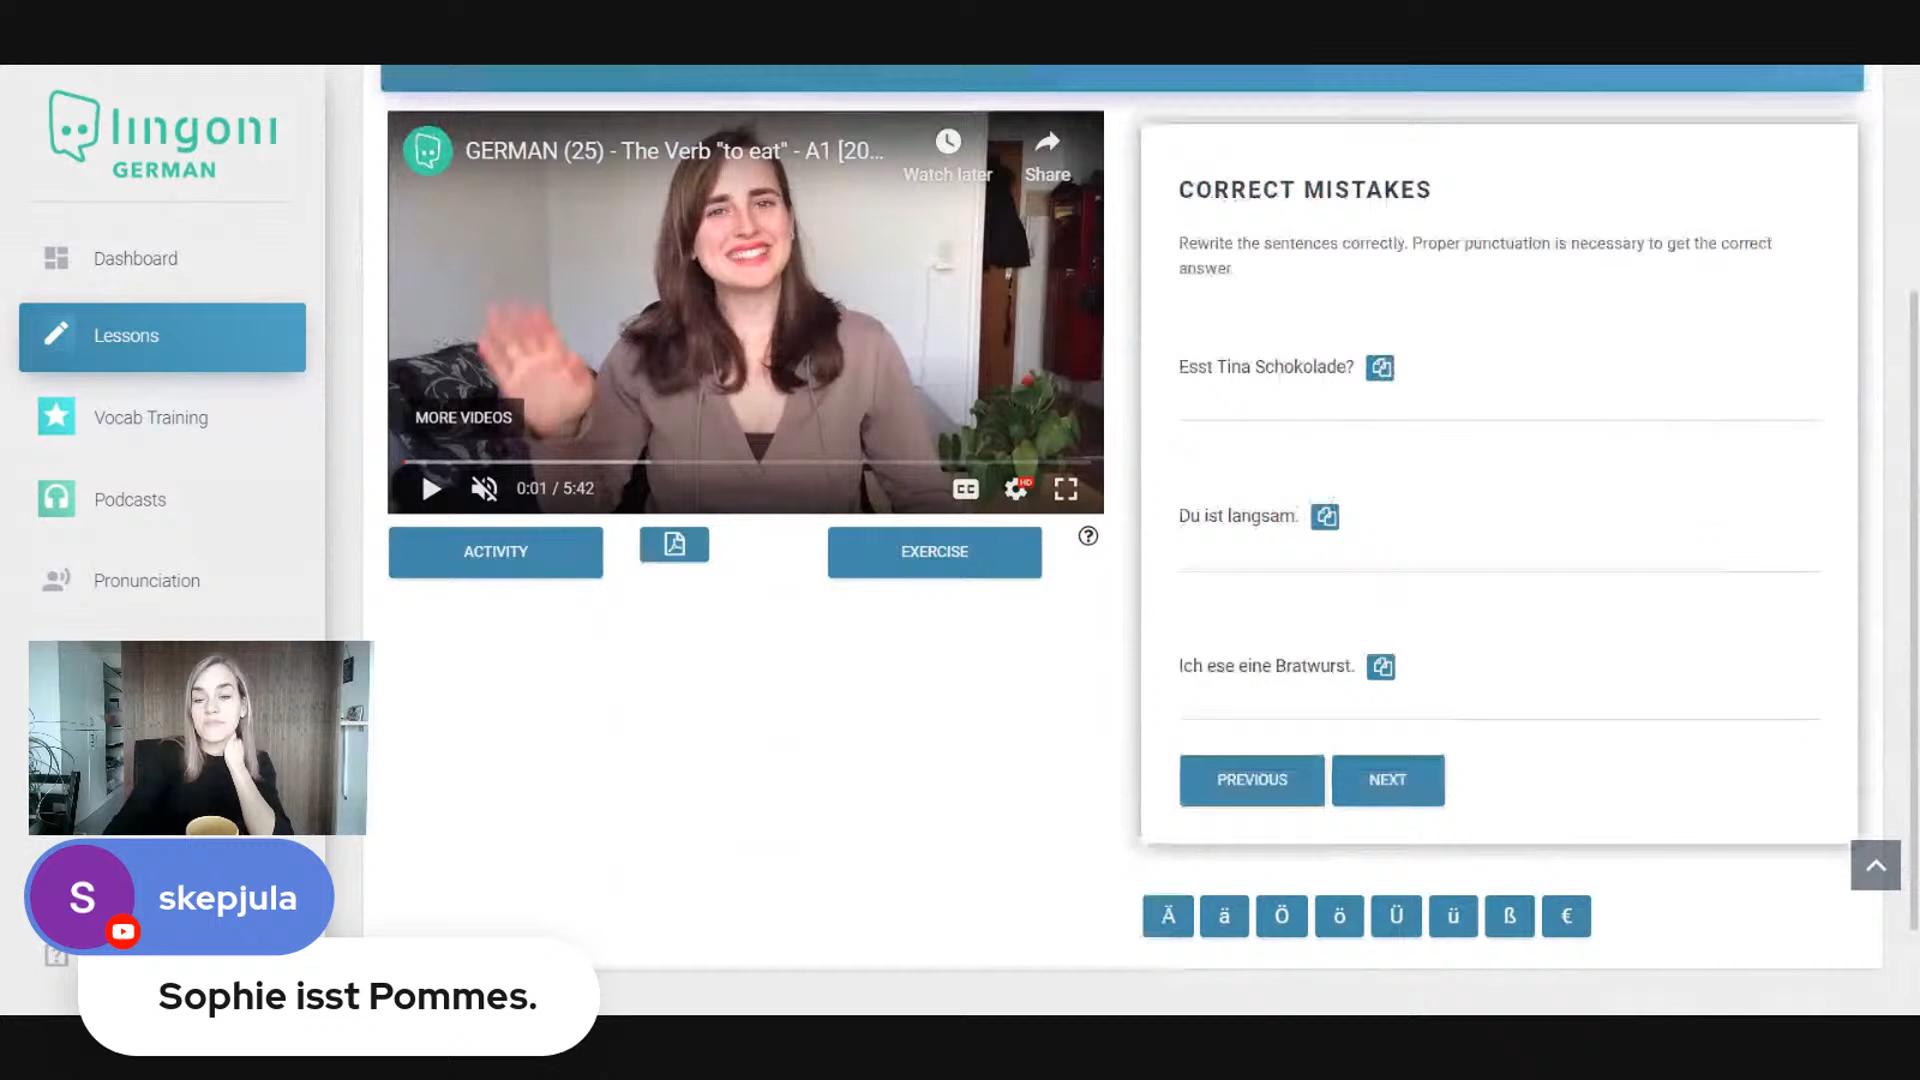 lingoni
GERMAN
Dashboard
Lessons
Vocab Training
Podcasts
Pronunciation
GERMAN (25) - The Verb "to eat" - A1 [20...
Watch later
Share
MORE VIDEOS
0:01 / 5:42
CC
HD
ACTIVITY
EXERCISE
?
CORRECT MISTAKES
Rewrite the sentences correctly. Proper punctuation is necessary to get the correct
answer.
Esst Tina Schokolade?
Du ist langsam.
Ich ese eine Bratwurst.
PREVIOUS
NEXT
Ä ä Ö ö Ü ü ß €
S
skepjula
?
Sophie isst Pommes.